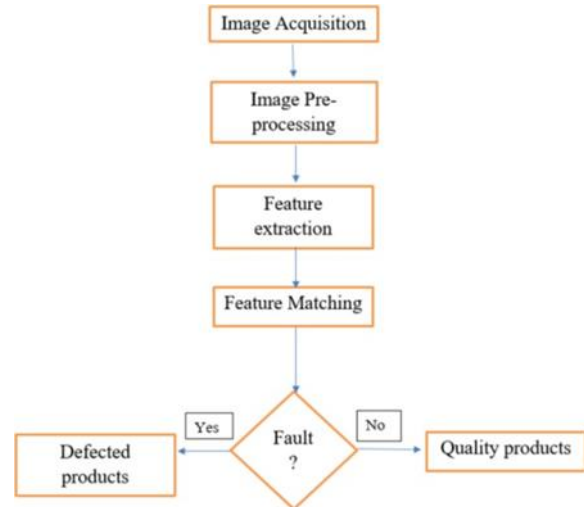 Image Acquisition
Image Pre-
processing
Feature
extraction
Feature Matching
Yes
Fault
?
No
Defected
products
Quality products